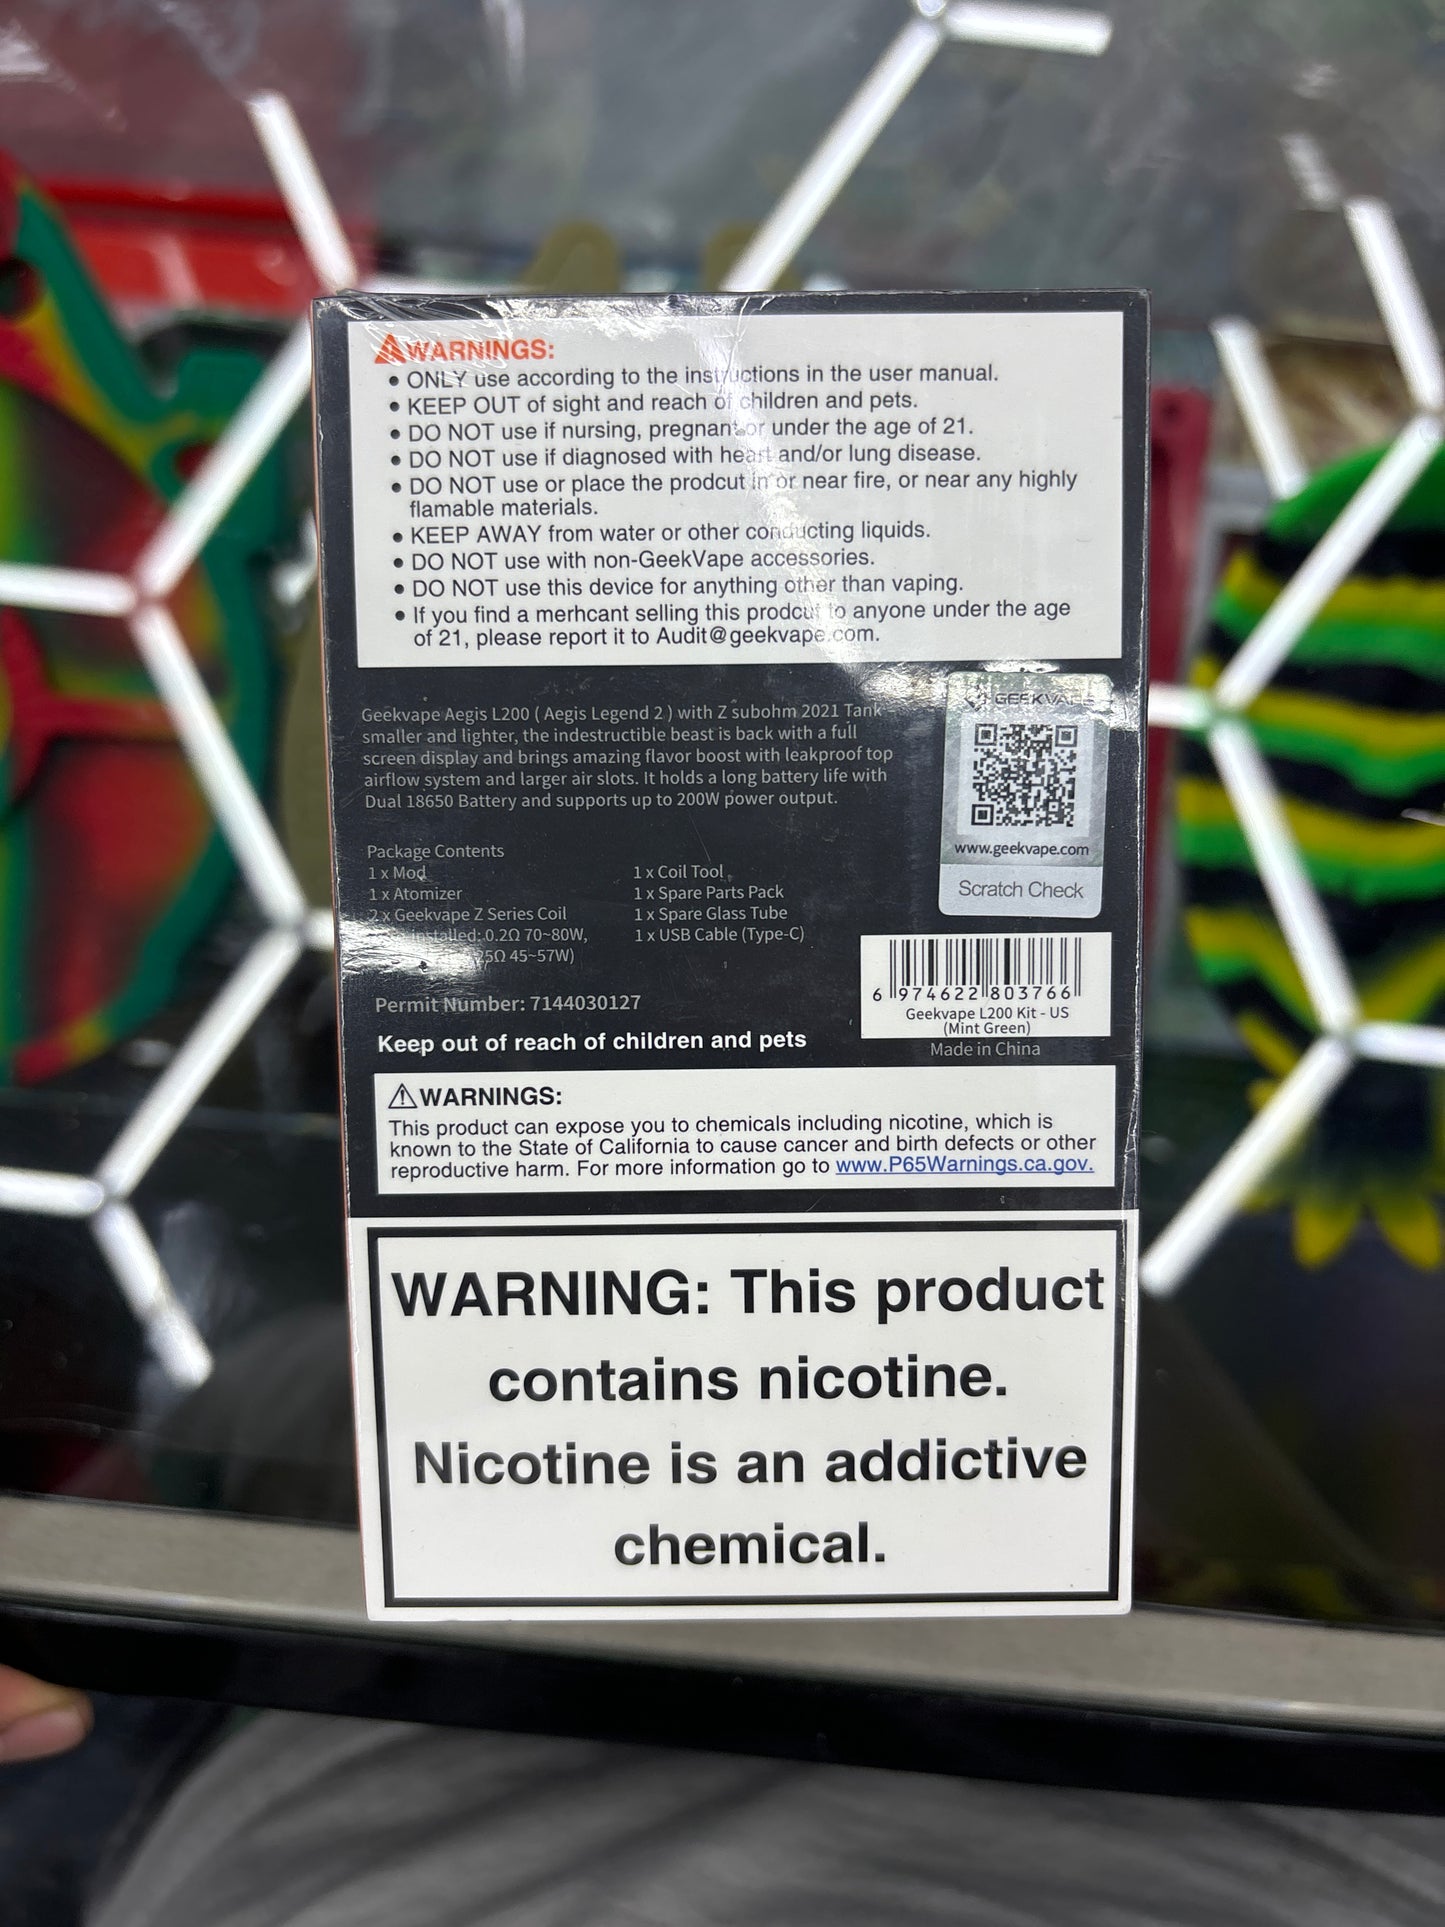 WARNINGS:
• ONLY use according to the instructions in the user manual.
• KEEP OUT of sight and reach of children and pets.
• DO NOT use if nursing, pregnant or under the age of 21.
• DO NOT use if diagnosed with heart and/or lung disease.
• DO NOT use or place the prodcut in or near fire, or near any highly
flamable materials.
• KEEP AWAY from water or other conducting liquids.
• DO NOT use with non-GeekVape accessories.
• DO NOT use this device for anything other than vaping.
• If you find a merhcant selling this prodcut to anyone under the age
of 21, please report it to Audit@geekvape.com.
Geekvape Aegis L200 ( Aegis Legend 2 ) with Z subohm 2021 Tank
smaller and lighter, the indestructible beast is back with a full
screen display and brings amazing flavor boost with leakproof top
airflow system and larger air slots. It holds a long battery life with
Dual 18650 Battery and supports up to 200W power output.
GEEKVAPE
www.geekvape.com
Scratch Check
Package Contents
1 x Mod
1 x Atomizer
2 x Geekvape Z Series Coil
installed: 0.2Ω 70~80W,
25Ω 45~57W)
1 x Coil Tool
1 x Spare Parts Pack
1 x Spare Glass Tube
1 x USB Cable (Type-C)
6 974622 803766
Geekvape L200 Kit - US
(Mint Green)
Made in China
Permit Number: 7144030127
Keep out of reach of children and pets
WARNINGS:
This product can expose you to chemicals including nicotine, which is
known to the State of California to cause cancer and birth defects or other
reproductive harm. For more information go to www.P65Warnings.ca.gov.
WARNING: This product
contains nicotine.
Nicotine is an addictive
chemical.